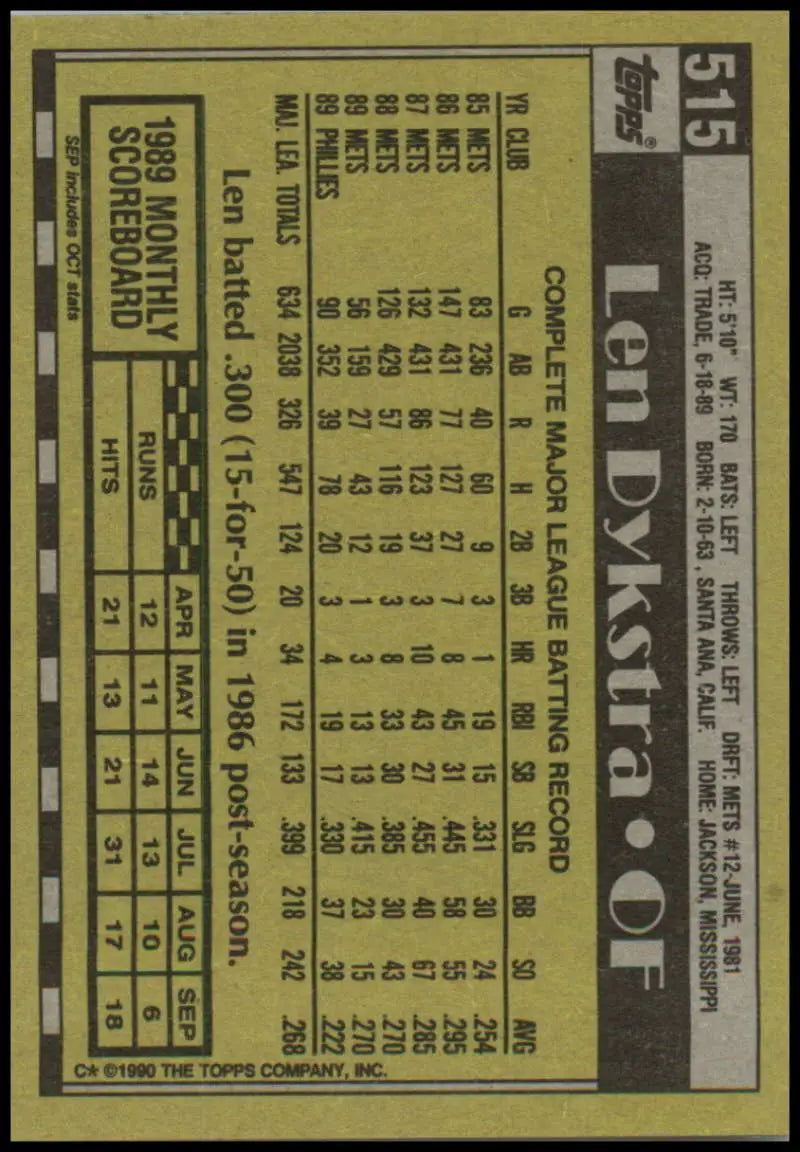 515
HT: 5'10" WT: 170 BATS: LEFT THROWS: LEFT DRFT: METS #12-JUNE, 1981
ACQ: TRADE, 6-18-89 BORN: 2-10-63, SANTA ANA, CALIF. HOME: JACKSON, MISSISSIPPI
TOPPS®
Len Dykstra • OF
COMPLETE MAJOR LEAGUE BATTING RECORD
YR CLUB G AB R H 2B 3B HR RBI SB SLG BB SO AVG
85 METS 83 236 40 60 9 3 1 19 15 .331 30 24 .254
86 METS 147 431 77 127 27 7 8 45 31 .445 58 55 .295
87 METS 132 431 86 123 37 3 10 43 27 .455 40 67 .285
88 METS 126 429 57 116 19 3 8 33 30 .385 30 43 .270
89 METS 56 159 27 43 12 1 3 13 13 .415 23 15 .270
89 PHILLIES 90 352 39 78 20 3 4 19 17 .330 37 38 .222
MAJ. LEA. TOTALS 634 2038 326 547 124 20 34 172 133 .399 218 242 .268
Len batted .300 (15-for-50) in 1986 post-season.
1989 MONTHLY
SCOREBOARD
APR MAY JUN JUL AUG SEP
RUNS 12 11 14 13 10 6
HITS 21 13 21 31 17 18
SEP includes OCT stats
C* ©1990 THE TOPPS COMPANY, INC.